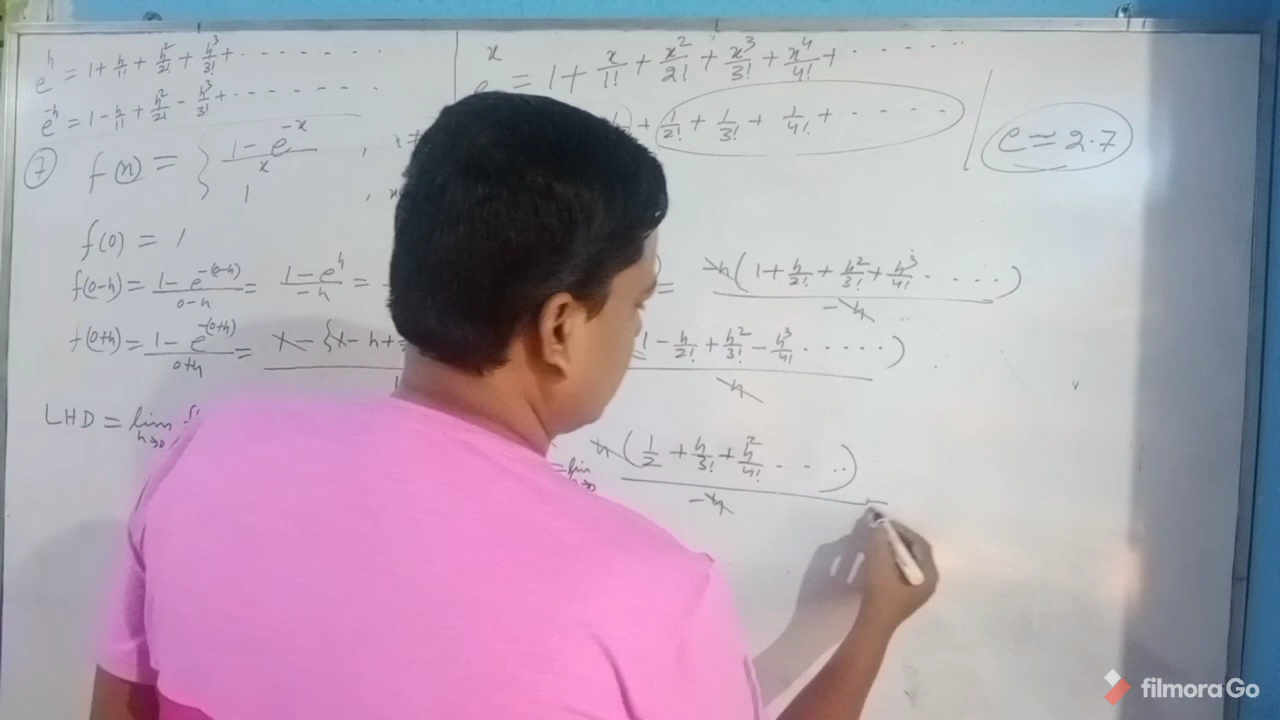 e^h = 1 + h/1! + h²/2! + h³/3! + - - - - - - -
e^-h = 1 - h/1! + h²/2! - h³/3! + - - - - - - -
e^x = 1 + x/1! + x²/2! + x³/3! + x⁴/4! + - - - - - -
+ 1/2! + 1/3! + 1/4! + - - - - -
e ≈ 2.7
⑦ f(x) = { (1 - e^-x)/x ,
1 ,
f(0) = 1
f(0-h) = (1 - e^-(0-h))/(0-h) = (1 - e^h)/-h = = -h(1 + h/2! + h²/3! + h³/4! - - - - -)/-h
f(0+h) = (1 - e^-(0+h))/(0+h) = 1 - {1 - h + 1 - h/2! + h²/3! - h³/4! - - - - -)/h
LHD = lim h→0 = lim h→0 h(1/2 + h/3! + h²/4! - - - -)/-h =
filmora Go